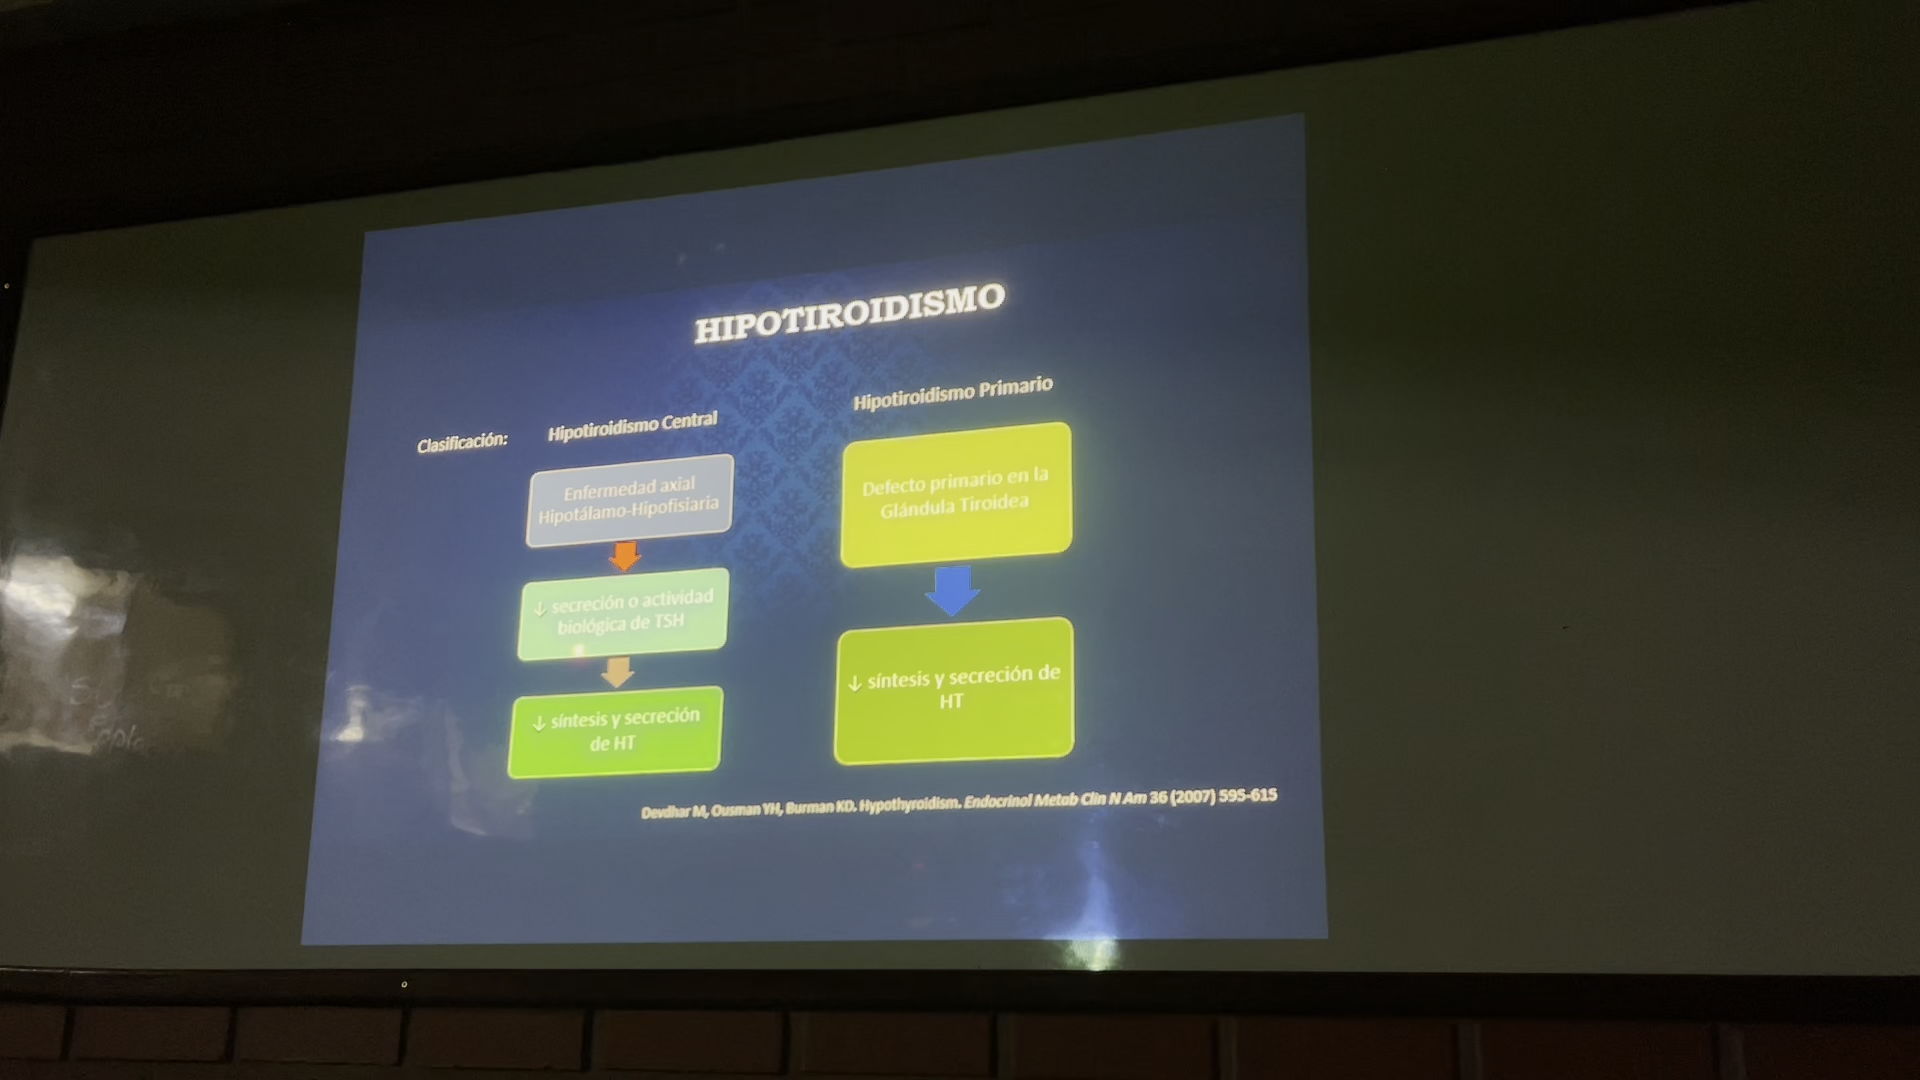 HIPOTIROIDISMO
Clasificación:
Hipotiroidismo Central
Enfermedad axial
Hipotálamo-Hipofisiaria
↓ secreción o actividad
biológica de TSH
↓ síntesis y secreción
de HT
Hipotiroidismo Primario
Defecto primario en la
Glándula Tiroidea
↓ síntesis y secreción de
HT
Devdhar M, Ousman YH, Burman KD. Hypothyroidism. Endocrinol Metab Clin N Am 36 (2007) 595-615